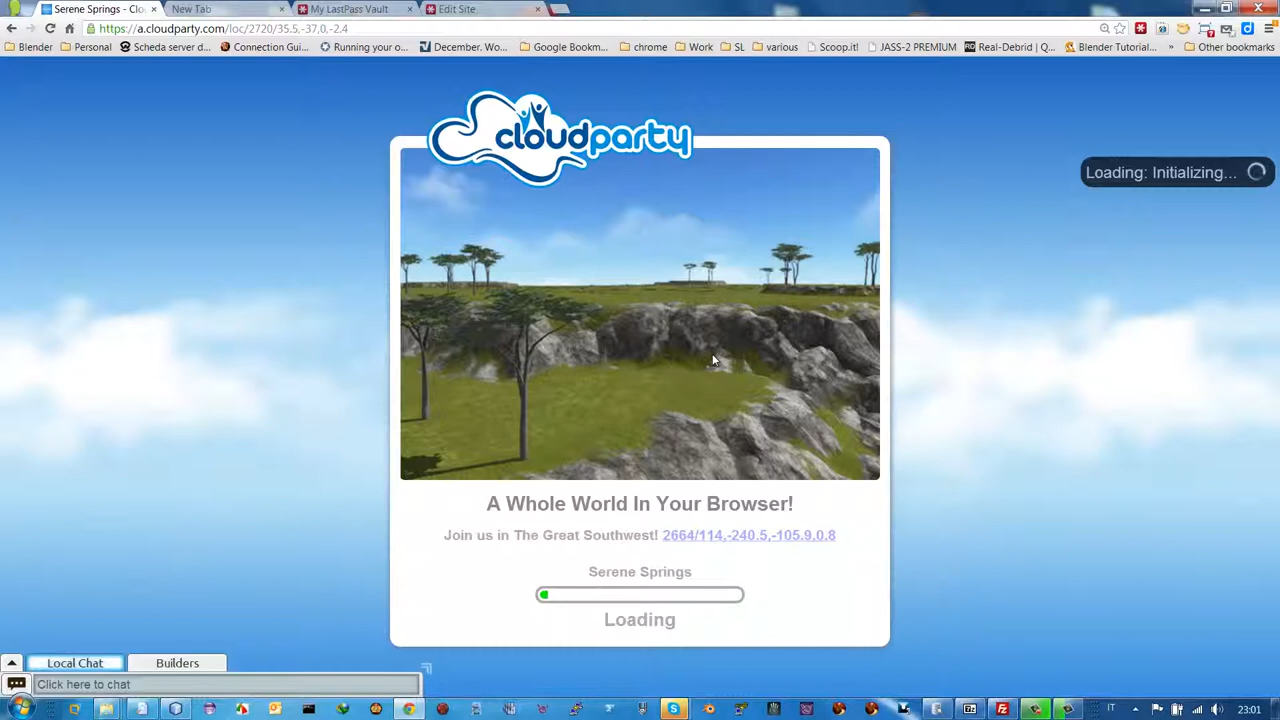 Serene Springs - Clo
New Tab
My LastPass Vault
Edit Site
https://a.cloudparty.com/loc/2720/35.5,-37,0,-2.4
Blender
Personal
Scheda server d...
Connection Gui...
Running your o...
December. Wo...
Google Bookm...
chrome
Work
SL
various
Scoop.it!
JASS-2 PREMIUM
Real-Debrid | Q...
Blender Tutorial...
»
Other bookmarks
cloudparty
Loading: Initializing...
A Whole World In Your Browser!
Join us in The Great Southwest! 2664/114,-240.5,-105.9,0.8
Serene Springs
Loading
Local Chat
Builders
Click here to chat
IT
23:01